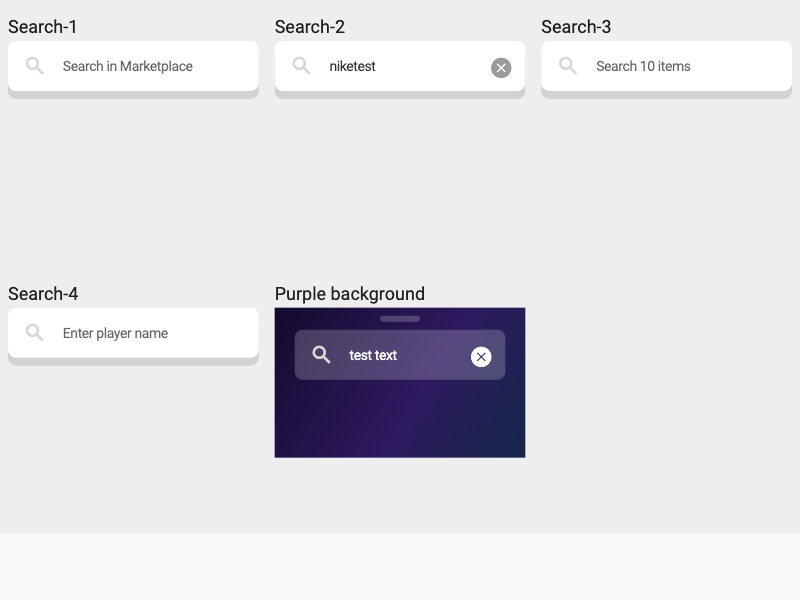 Search-1
Search in Marketplace
Search-2
niketest
Search-3
Search 10 items
Search-4
Enter player name
Purple background
test text